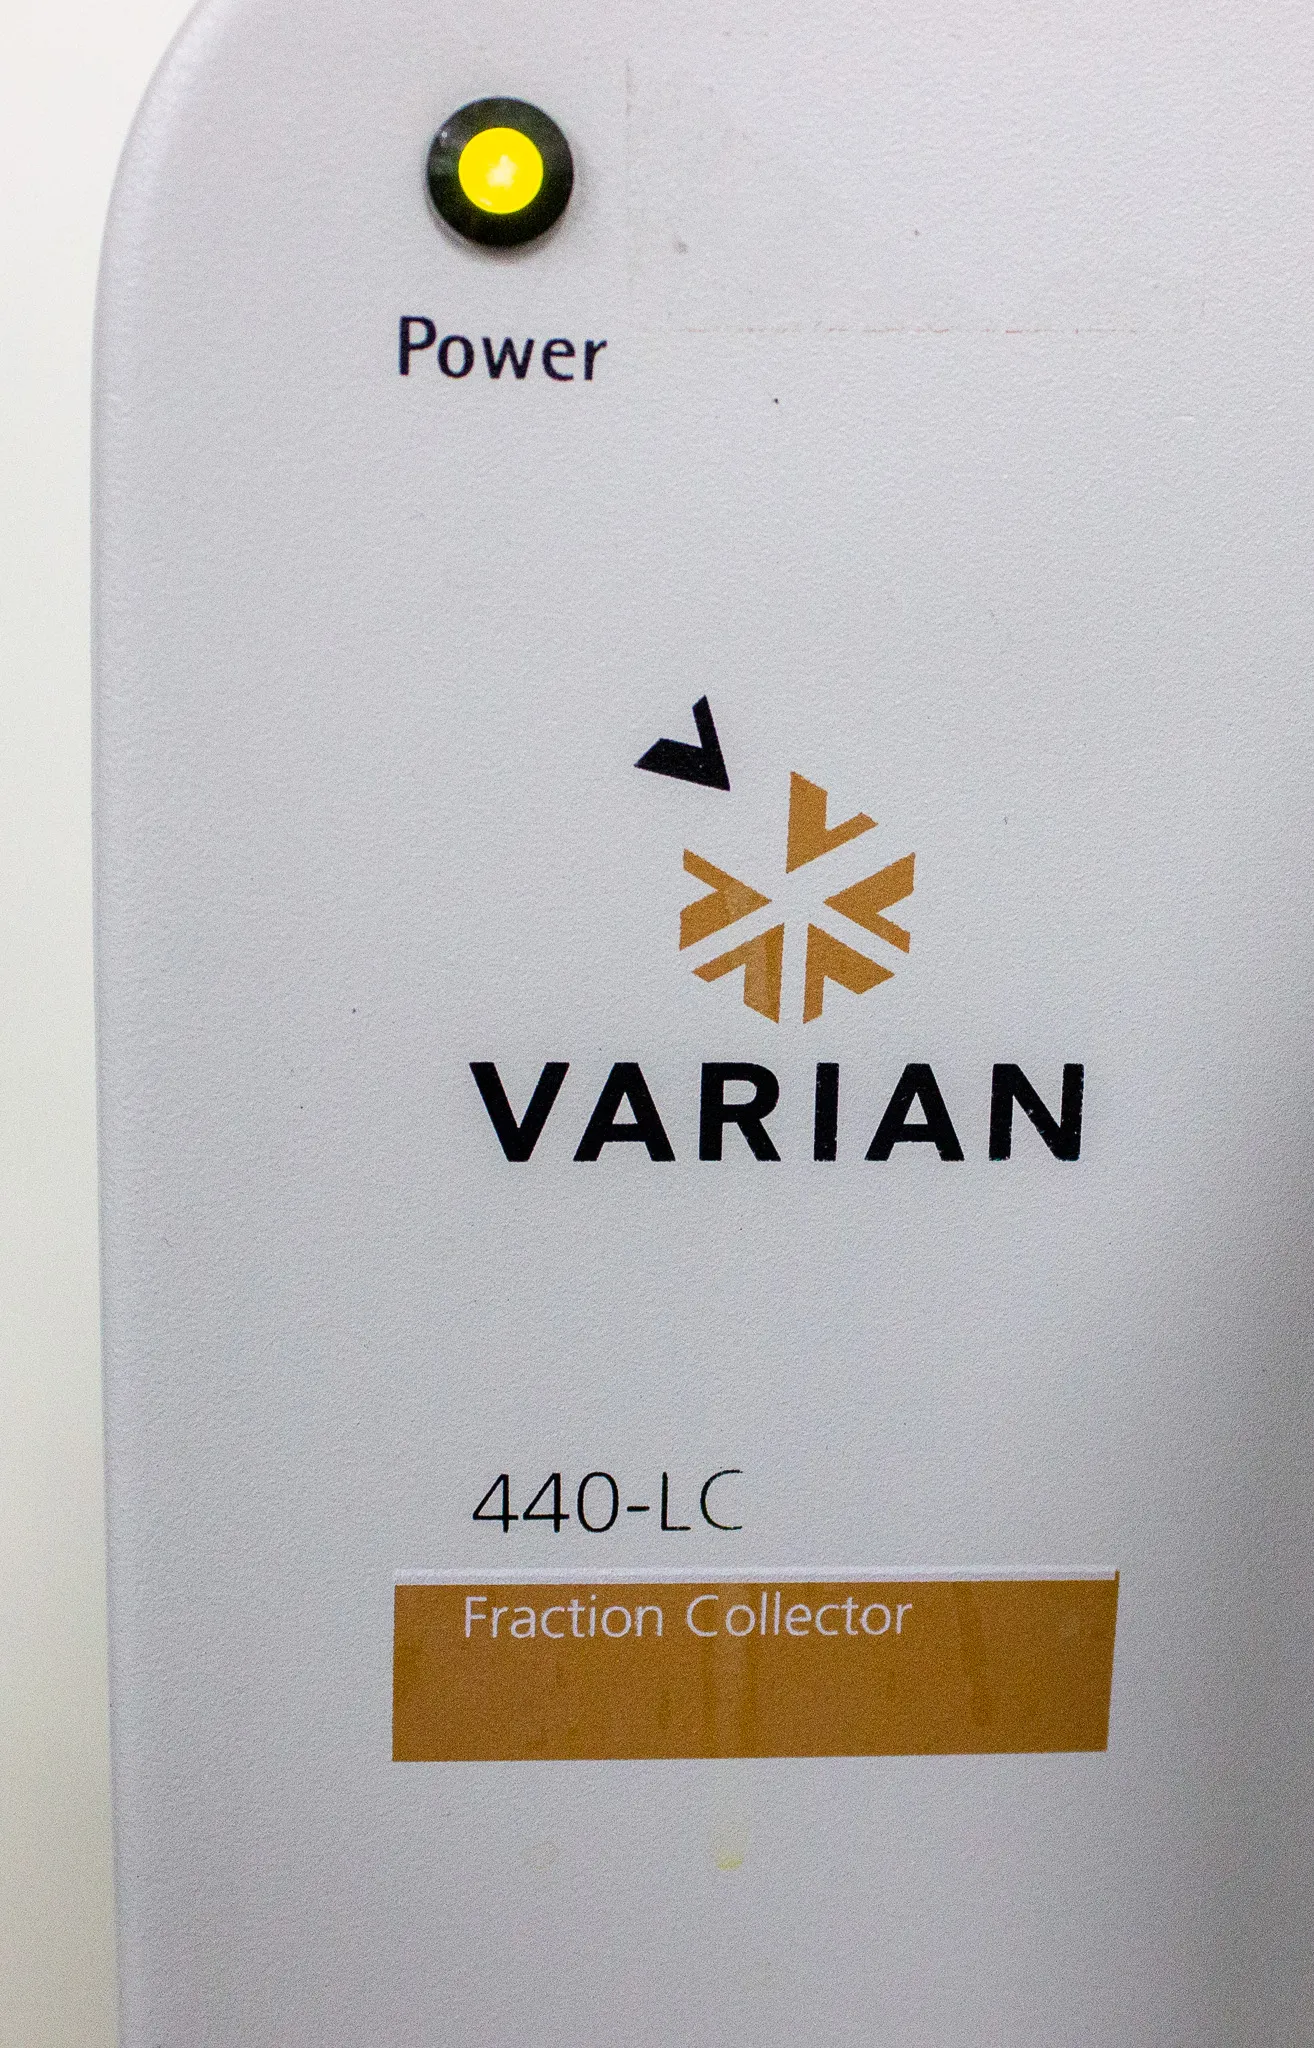 Power
VARIAN
440-LC
Fraction Collector